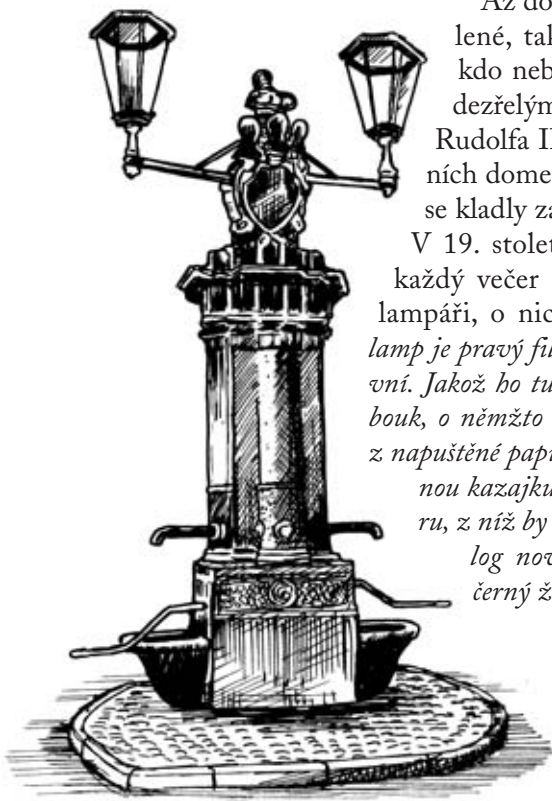 Až do
lené, tak
kdo neb
dezřelým
Rudolfa II
ních dome
se kladly za
V 19. stolet
každý večer
lampáři, o nic
lamp je pravý fil
vní. Jakož ho tu
bouk, o němžto
z napuštěné papí
nou kazajku
ru, z níž by
log nov
černý ž